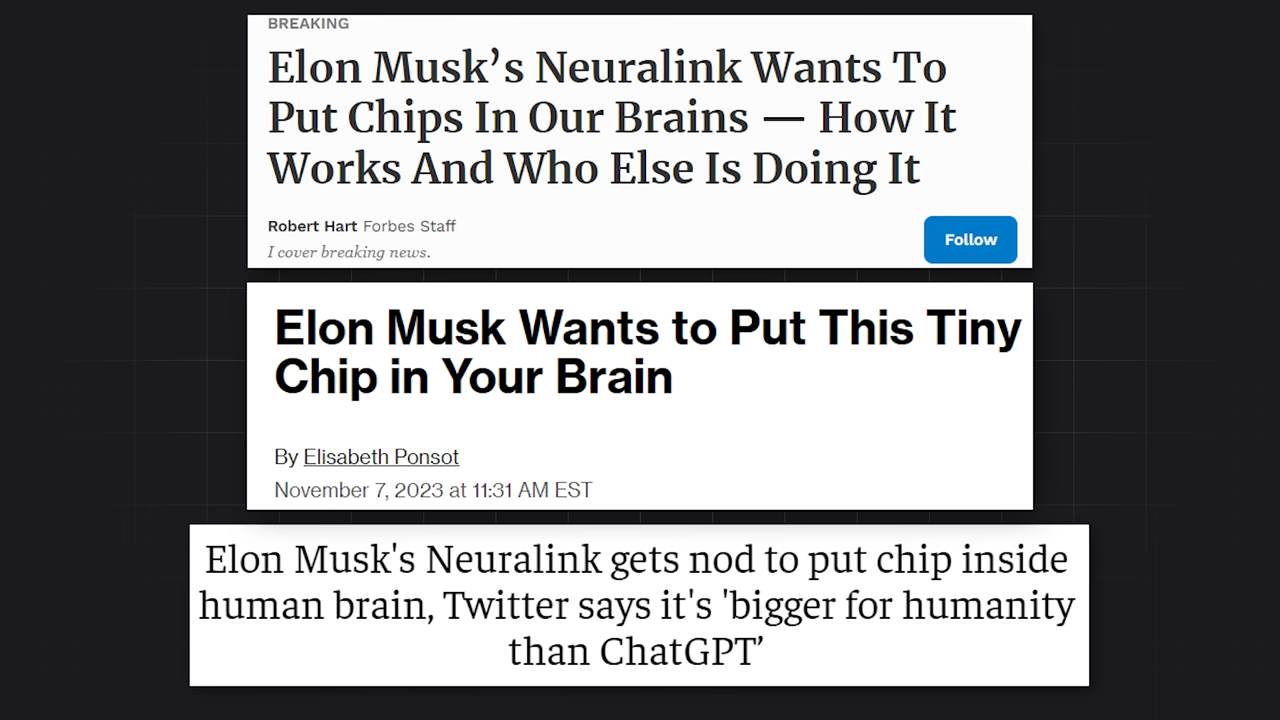 BREAKING
Elon Musk’s Neuralink Wants To
Put Chips In Our Brains — How It
Works And Who Else Is Doing It
Robert Hart Forbes Staff
I cover breaking news.
Follow
Elon Musk Wants to Put This Tiny
Chip in Your Brain
By Elisabeth Ponsot
November 7, 2023 at 11:31 AM EST
Elon Musk's Neuralink gets nod to put chip inside
human brain, Twitter says it's 'bigger for humanity
than ChatGPT’